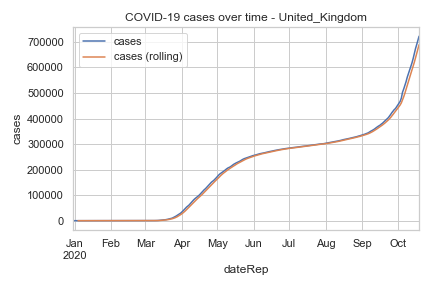 COVID-19 cases over time - United_Kingdom
cases
cases (rolling)
700000
600000
500000
400000
300000
200000
100000
0
cases
Jan Feb Mar Apr May Jun Jul Aug Sep Oct
2020
dateRep